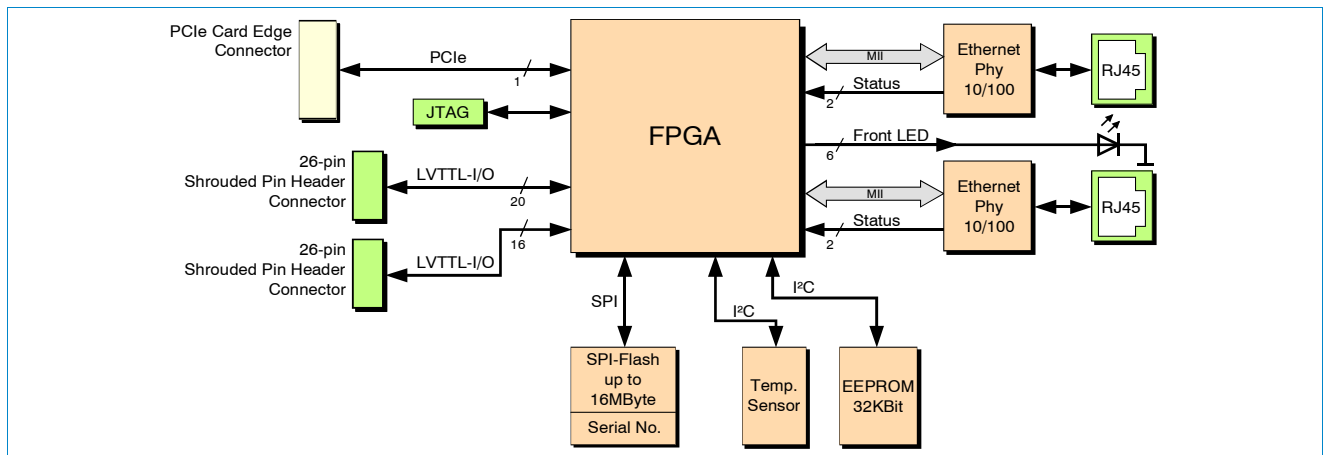 PCIe Card Edge
Connector
PCIe
1
JTAG
26-pin
Shrouded Pin Header
Connector
LVTTL-I/O
20
26-pin
Shrouded Pin Header
Connector
LVTTL-I/O
16
FPGA
MII
Status
2
Ethernet
Phy
10/100
RJ45
Front LED
6
MII
Status
2
Ethernet
Phy
10/100
RJ45
SPI
I²C
I²C
SPI-Flash
up to
16MByte
Serial No.
Temp.
Sensor
EEPROM
32KBit